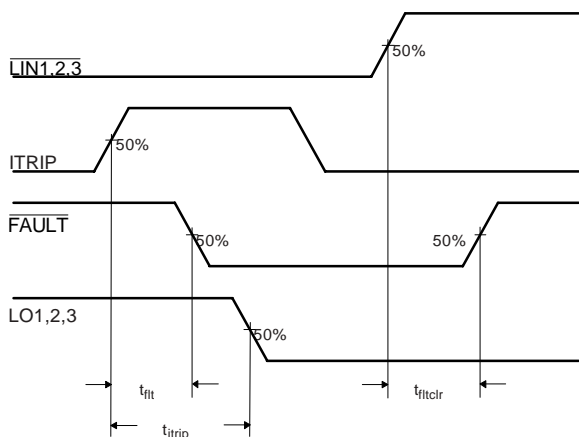 50%
LIN1,2,3
50%
ITRIP
FAULT
50%
50%
LO1,2,3
50%
tflt
tfltclr
titrip